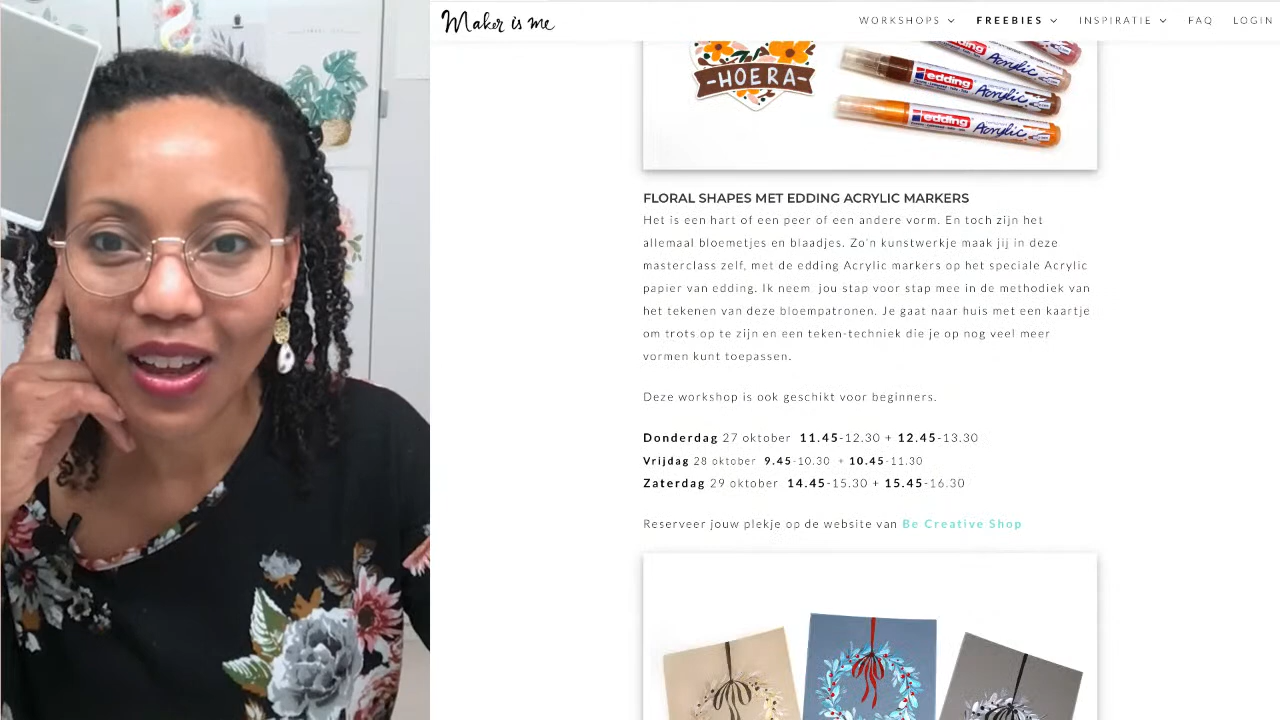 Maker is me
WORKSHOPS FREEBIES INSPIRATIE FAQ LOGIN
-HOERA-
edding Acrylic
edding Acrylic
edding Acrylic
FLORAL SHAPES MET EDDING ACRYLIC MARKERS
Het is een hart of een peer of een andere vorm. En toch zijn het
allemaal bloemetjes en blaadjes. Zo'n kunstwerkje maak jij in deze
masterclass zelf, met de edding Acrylic markers op het speciale Acrylic
papier van edding. Ik neem jou stap voor stap mee in de methodiek van
het tekenen van deze bloempatronen. Je gaat naar huis met een kaartje
om trots op te zijn en een teken-techniek die je op nog veel meer
vormen kunt toepassen.
Deze workshop is ook geschikt voor beginners.
Donderdag 27 oktober 11.45-12.30 + 12.45-13.30
Vrijdag 28 oktober 9.45-10.30 + 10.45-11.30
Zaterdag 29 oktober 14.45-15.30 + 15.45-16.30
Reserveer jouw plekje op de website van Be Creative Shop